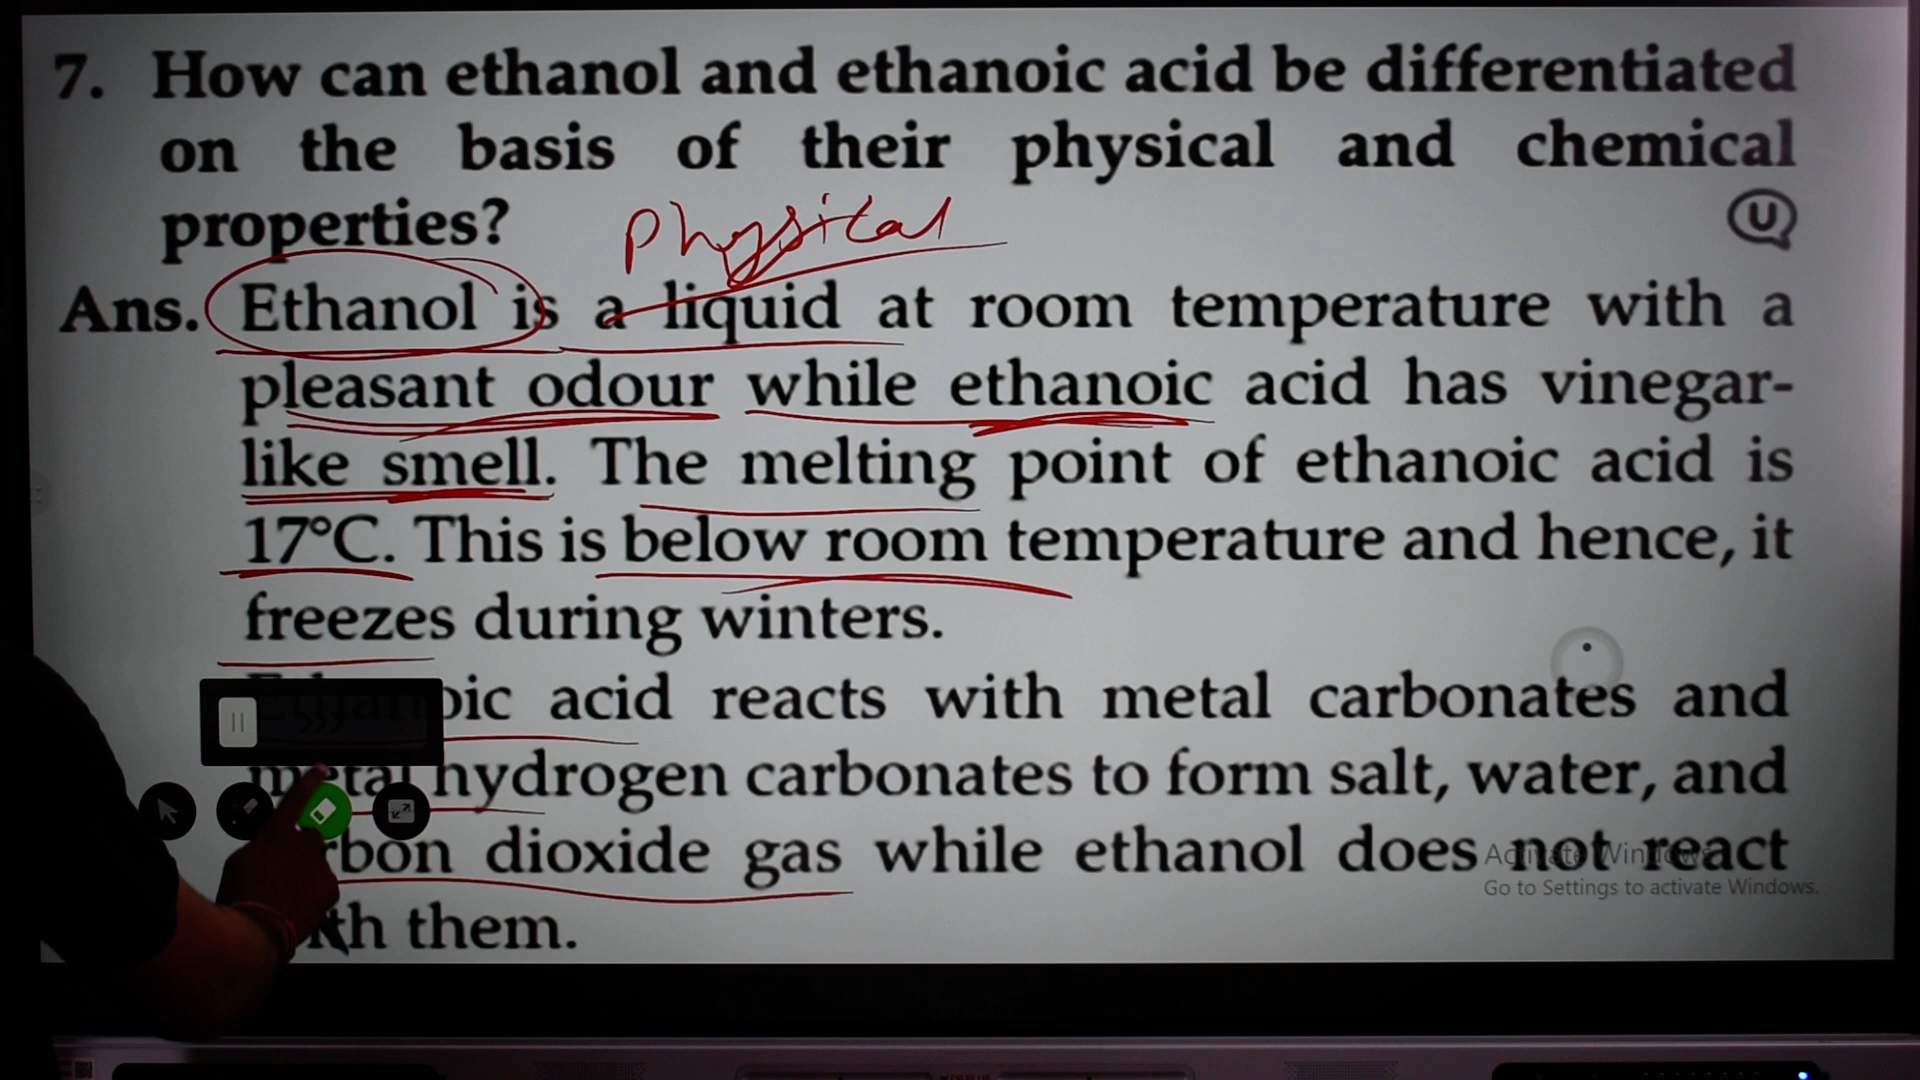 7. How can ethanol and ethanoic acid be differentiated
on the basis of their physical and chemical
properties?
Physical
U
Ans. Ethanol is a liquid at room temperature with a
pleasant odour while ethanoic acid has vinegar-
like smell. The melting point of ethanoic acid is
17°C. This is below room temperature and hence, it
freezes during winters.
acid reacts with metal carbonates and
metal hydrogen carbonates to form salt, water, and
dioxide gas while ethanol does not react
them.
Activate Windows
Go to Settings to activate Windows.